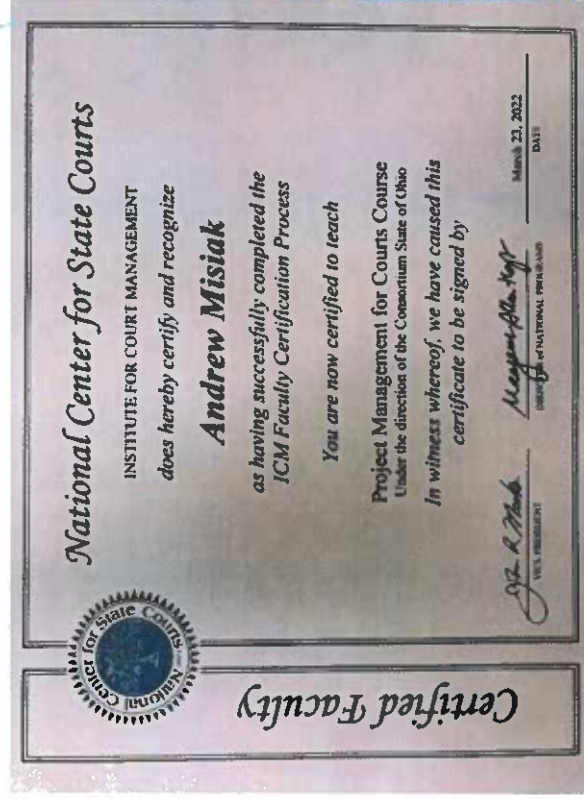 National Center for State Courts
INSTITUTE FOR COURT MANAGEMENT
does hereby certify and recognize
Andrew Misiak
as having successfully completed the
ICM Faculty Certification Process
You are now certified to teach
Project Management for Courts Course
Under the direction of the Consortium State of Ohio
In witness whereof, we have caused this
certificate to be signed by
VICE PRESIDENT
of NATIONAL PROGRAMS
March 23, 2022
DATE
National Center for State Courts
Certified Faculty